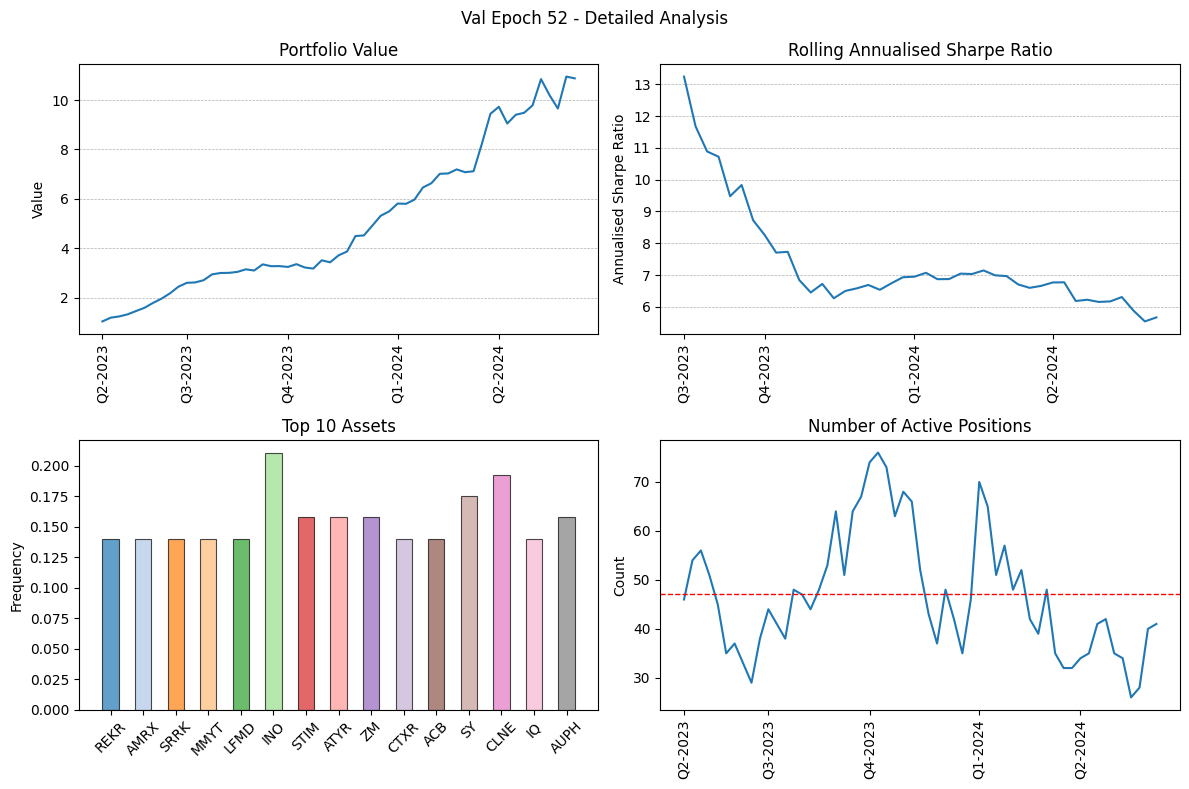 Val Epoch 52 - Detailed Analysis
Portfolio Value
Value
10
8
6
4
2
Q2-2023
Q3-2023
Q4-2023
Q1-2024
Q2-2024
Rolling Annualised Sharpe Ratio
Annualised Sharpe Ratio
13
12
11
10
9
8
7
6
Q3-2023
Q4-2023
Q1-2024
Q2-2024
Top 10 Assets
Frequency
0.200
0.175
0.150
0.125
0.100
0.075
0.050
0.025
0.000
REKR
AMRX
SRRK
MMYT
LFMD
INO
STIM
ATYR
ZM
CTXR
ACB
SY
CLNE
IQ
AUPH
Number of Active Positions
Count
70
60
50
40
30
Q2-2023
Q3-2023
Q4-2023
Q1-2024
Q2-2024